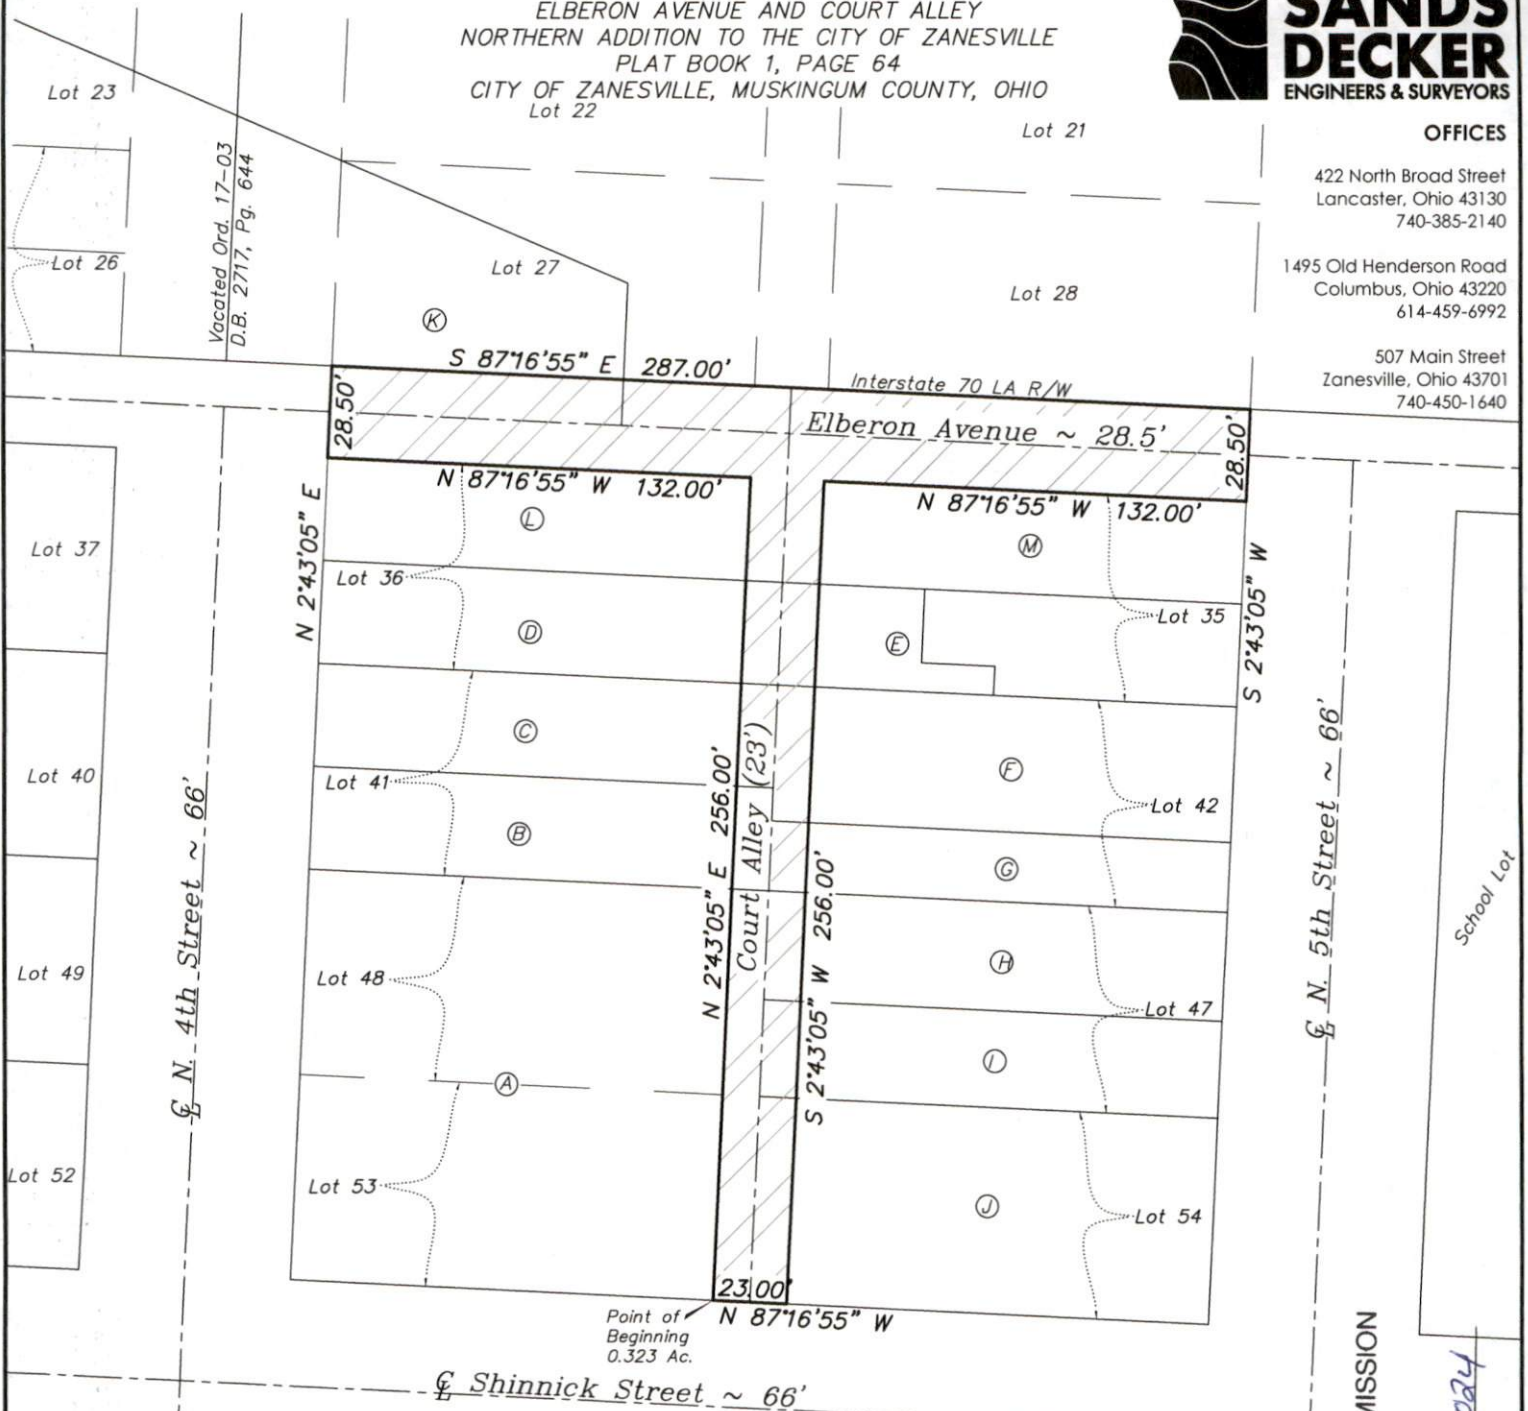 ELBERON AVENUE AND COURT ALLEY
NORTHERN ADDITION TO THE CITY OF ZANESVILLE
PLAT BOOK 1, PAGE 64
CITY OF ZANESVILLE, MUSKINGUM COUNTY, OHIO
SANDS
DECKER
ENGINEERS & SURVEYORS
OFFICES
422 North Broad Street
Lancaster, Ohio 43130
740-385-2140
1495 Old Henderson Road
Columbus, Ohio 43220
614-459-6992
507 Main Street
Zanesville, Ohio 43701
740-450-1640
Lot 23
Lot 22
Lot 21
Vacated Ord. 17-03
D.B. 2717, Pg. 644
Lot 26
Lot 27
Lot 28
K
S 87°16'55" E 287.00'
Interstate 70 LA R/W
28.50'
Elberon Avenue ~ 28.5'
28.50'
N 87°16'55" W 132.00'
N 87°16'55" W 132.00'
N 2°43'05" E
L
M
Lot 37
Lot 36
D
E
Lot 35
S 2°43'05" W
C
F
Lot 40
Lot 41
B
Lot 42
G
N 2°43'05" E 256.00'
Court Alley (23')
S 2°43'05" W 256.00'
℄ N. 4th Street ~ 66'
℄ N. 5th Street ~ 66'
School Lot
Lot 49
Lot 48
H
Lot 47
I
A
Lot 52
Lot 53
J
Lot 54
23.00'
N 87°16'55" W
Point of
Beginning
0.323 Ac.
℄ Shinnick Street ~ 66'
MISSION
224